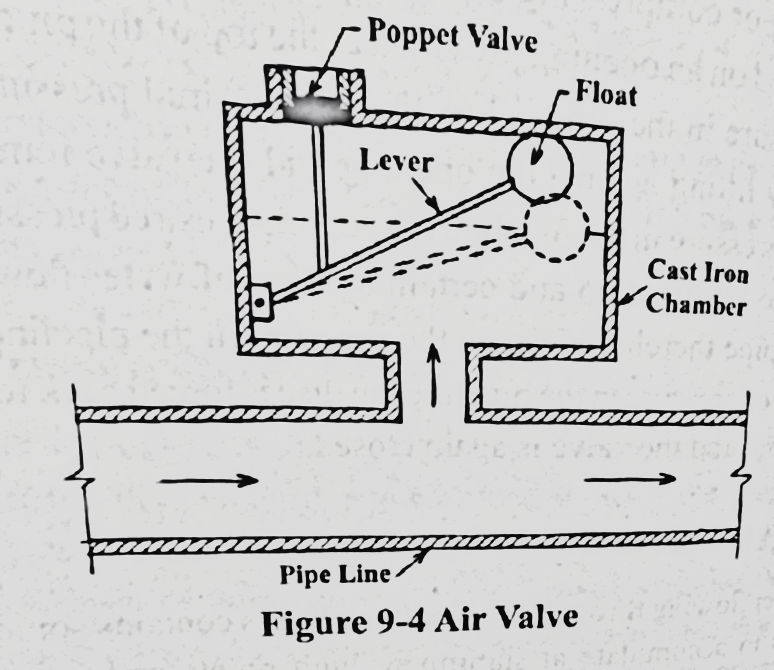 Poppet Valve
Float
Lever
Cast Iron
Chamber
Pipe Line
Figure 9-4 Air Valve